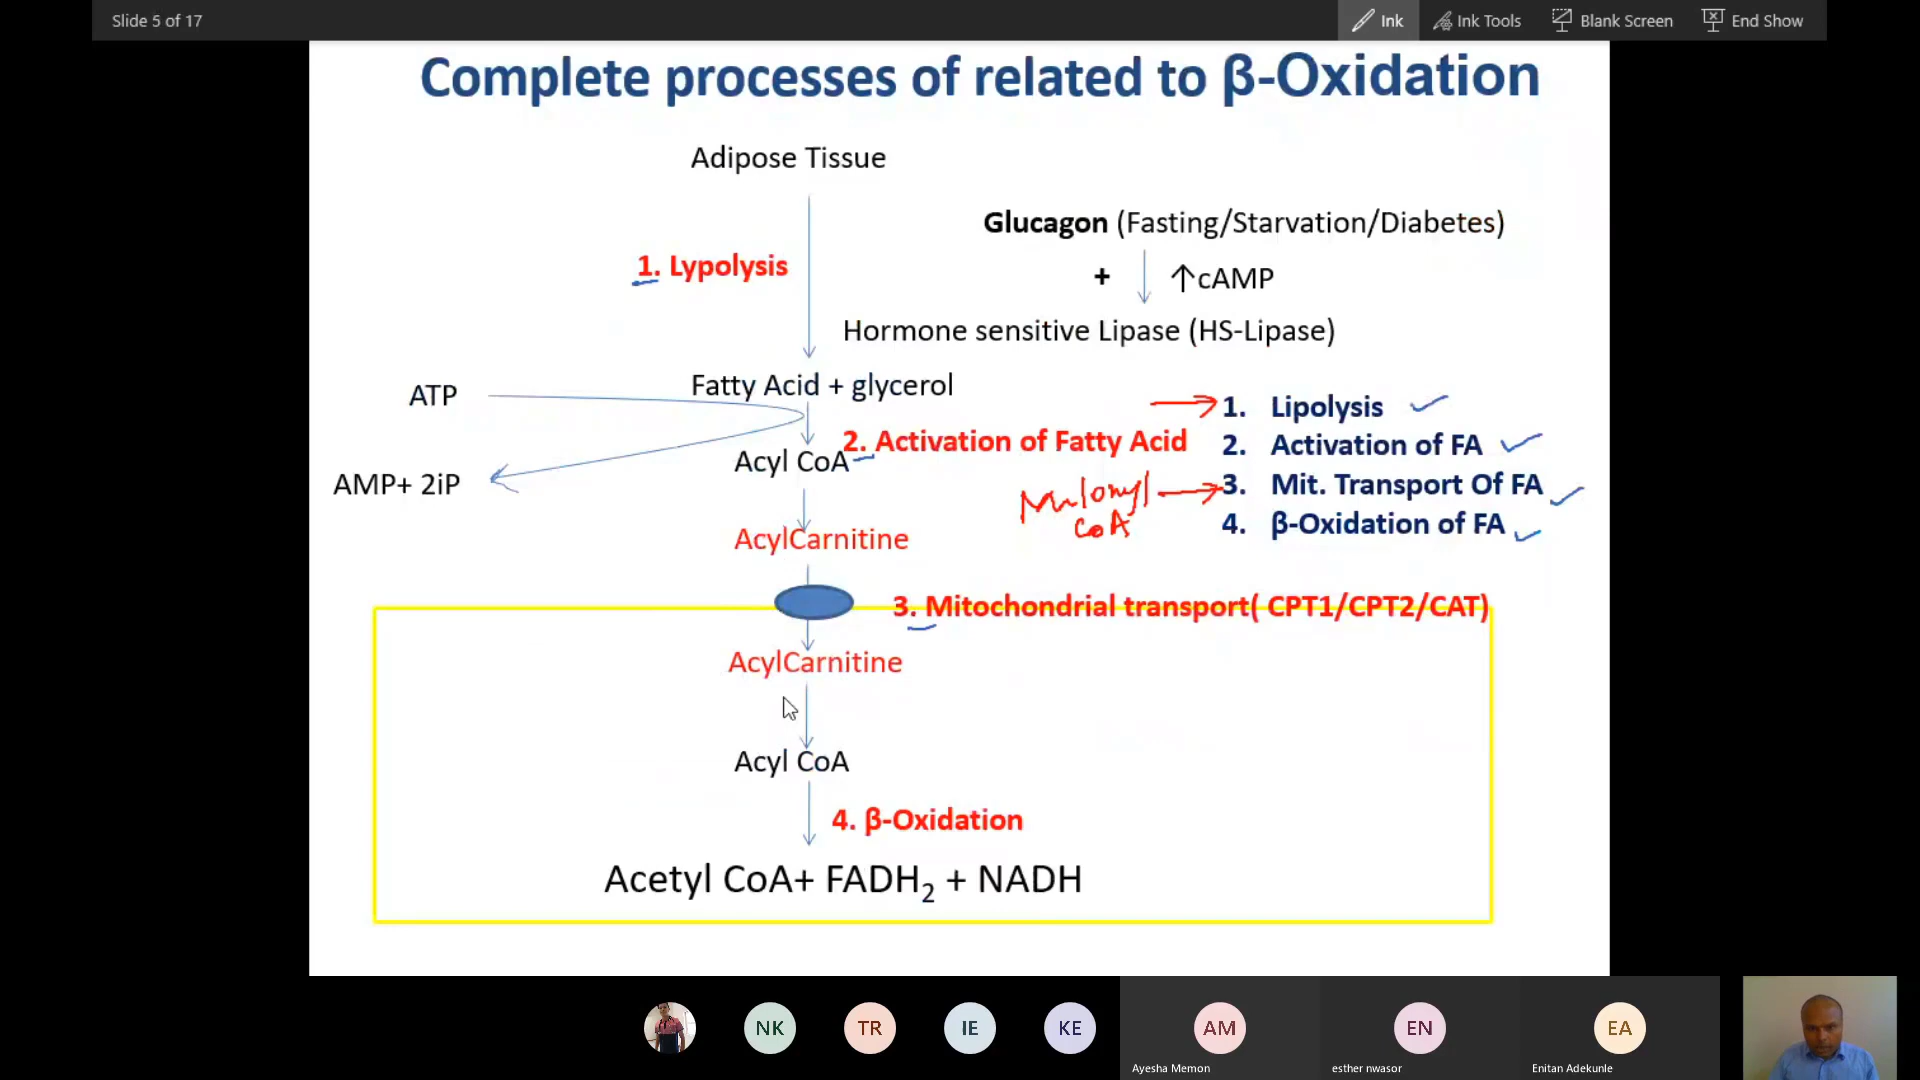 Slide 5 of 17
Ink
Ink Tools
Blank Screen
End Show
Complete processes of related to β-Oxidation
Adipose Tissue
Glucagon (Fasting/Starvation/Diabetes)
1. Lypolysis
+ ↑cAMP
Hormone sensitive Lipase (HS-Lipase)
ATP
Fatty Acid + glycerol
1. Lipolysis
2. Activation of Fatty Acid
2. Activation of FA
Acyl CoA
AMP+ 2iP
Malonyl
CoA
3. Mit. Transport Of FA
4. β-Oxidation of FA
AcylCarnitine
3. Mitochondrial transport( CPT1/CPT2/CAT)
AcylCarnitine
Acyl CoA
4. β-Oxidation
Acetyl CoA+ FADH₂ + NADH
NK
TR
IE
KE
AM
EN
EA
Ayesha Memon
esther nwasor
Enitan Adekunle